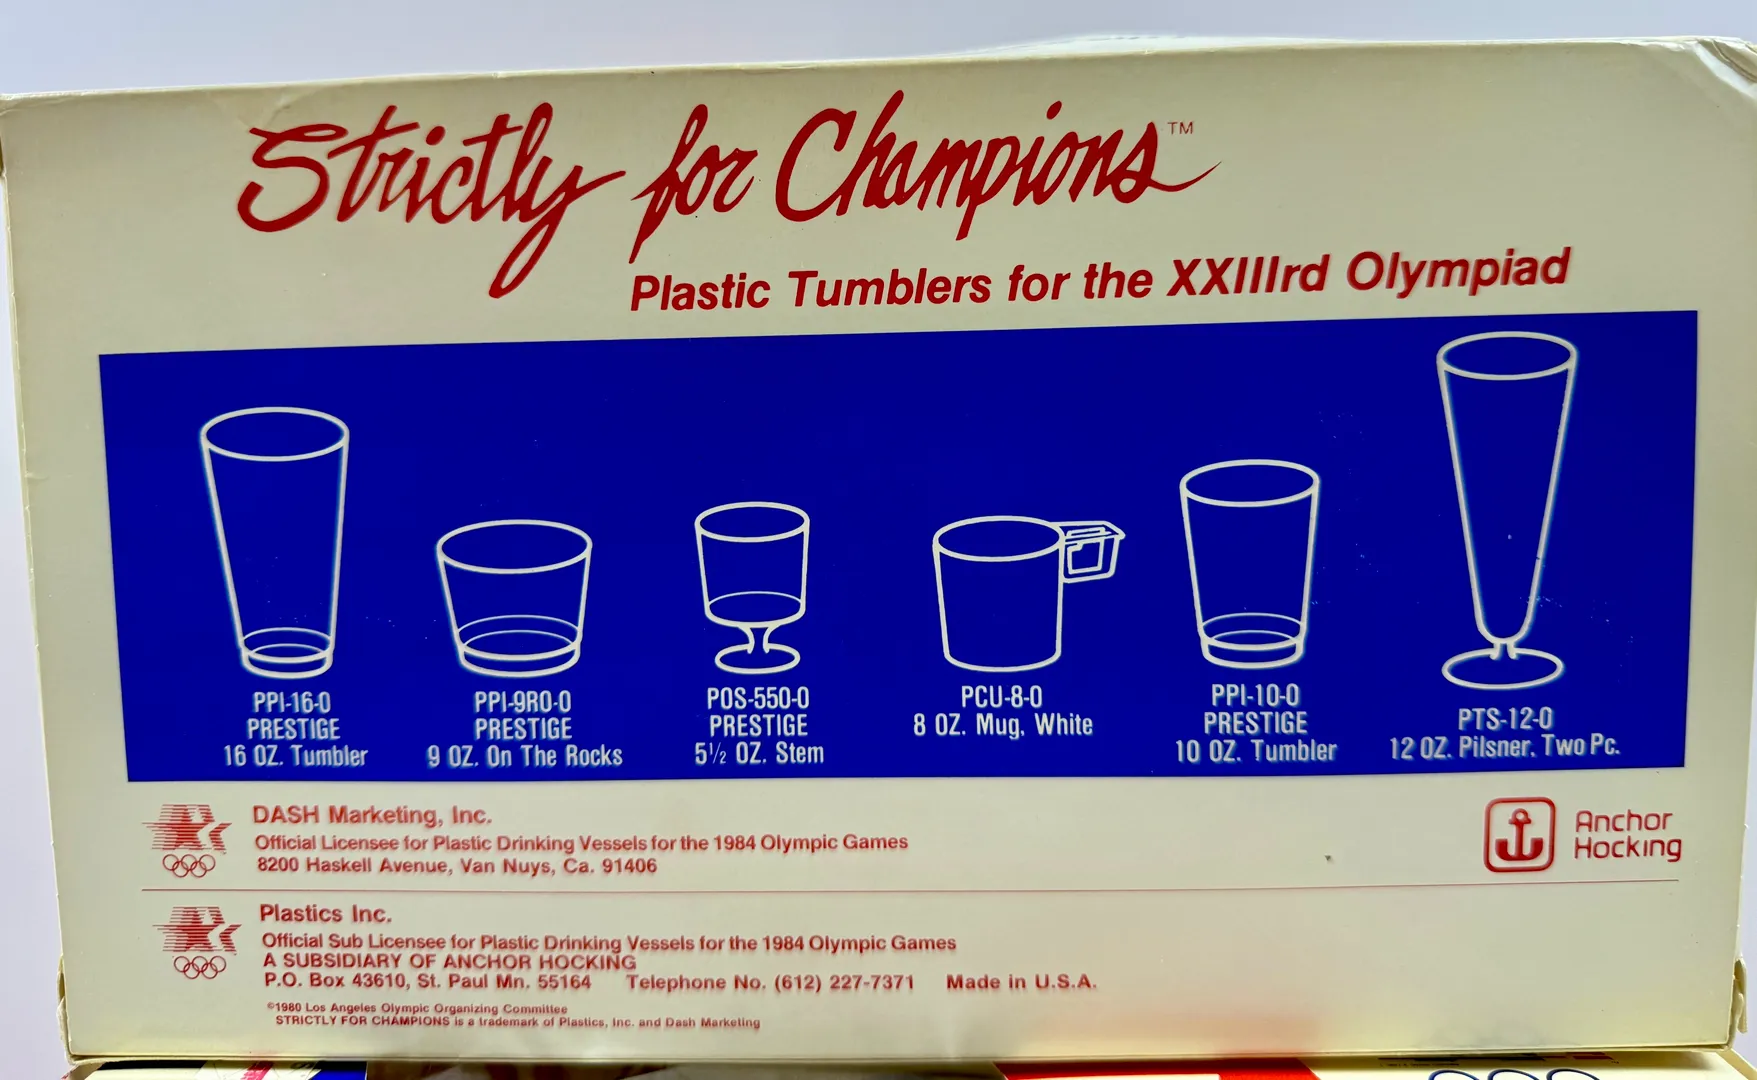 Strictly for Champions™
Plastic Tumblers for the XXIIIrd Olympiad
PPI-16-0
PRESTIGE
16 OZ. Tumbler
PPI-9RO-0
PRESTIGE
9 OZ. On The Rocks
POS-550-0
PRESTIGE
5½ OZ. Stem
PCU-8-0
8 OZ. Mug, White
PPI-10-0
PRESTIGE
10 OZ. Tumbler
PTS-12-0
12 OZ. Pilsner. Two Pc.
DASH Marketing, Inc.
Official Licensee for Plastic Drinking Vessels for the 1984 Olympic Games
8200 Haskell Avenue, Van Nuys, Ca. 91406
Anchor
Hocking
Plastics Inc.
Official Sub Licensee for Plastic Drinking Vessels for the 1984 Olympic Games
A SUBSIDIARY OF ANCHOR HOCKING
P.O. Box 43610, St. Paul Mn. 55164 Telephone No. (612) 227-7371 Made in U.S.A.
©1980 Los Angeles Olympic Organizing Committee
STRICTLY FOR CHAMPIONS is a trademark of Plastics, Inc. and Dash Marketing